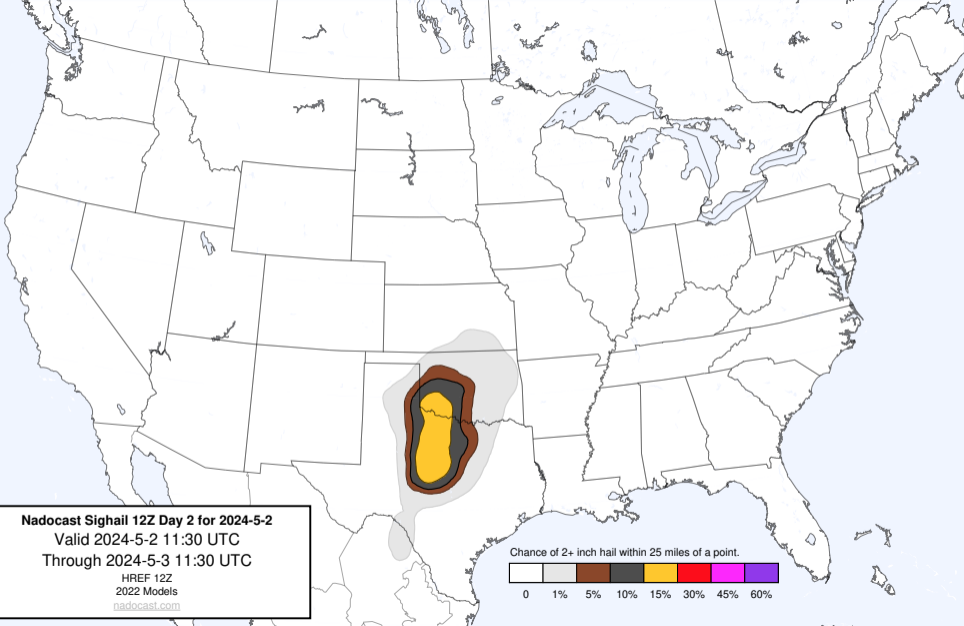 Nadocast Sighail 12Z Day 2 for 2024-5-2
Valid 2024-5-2 11:30 UTC
Through 2024-5-3 11:30 UTC
HREF 12Z
2022 Models
nadocast.com
Chance of 2+ inch hail within 25 miles of a point.
0 1% 5% 10% 15% 30% 45% 60%